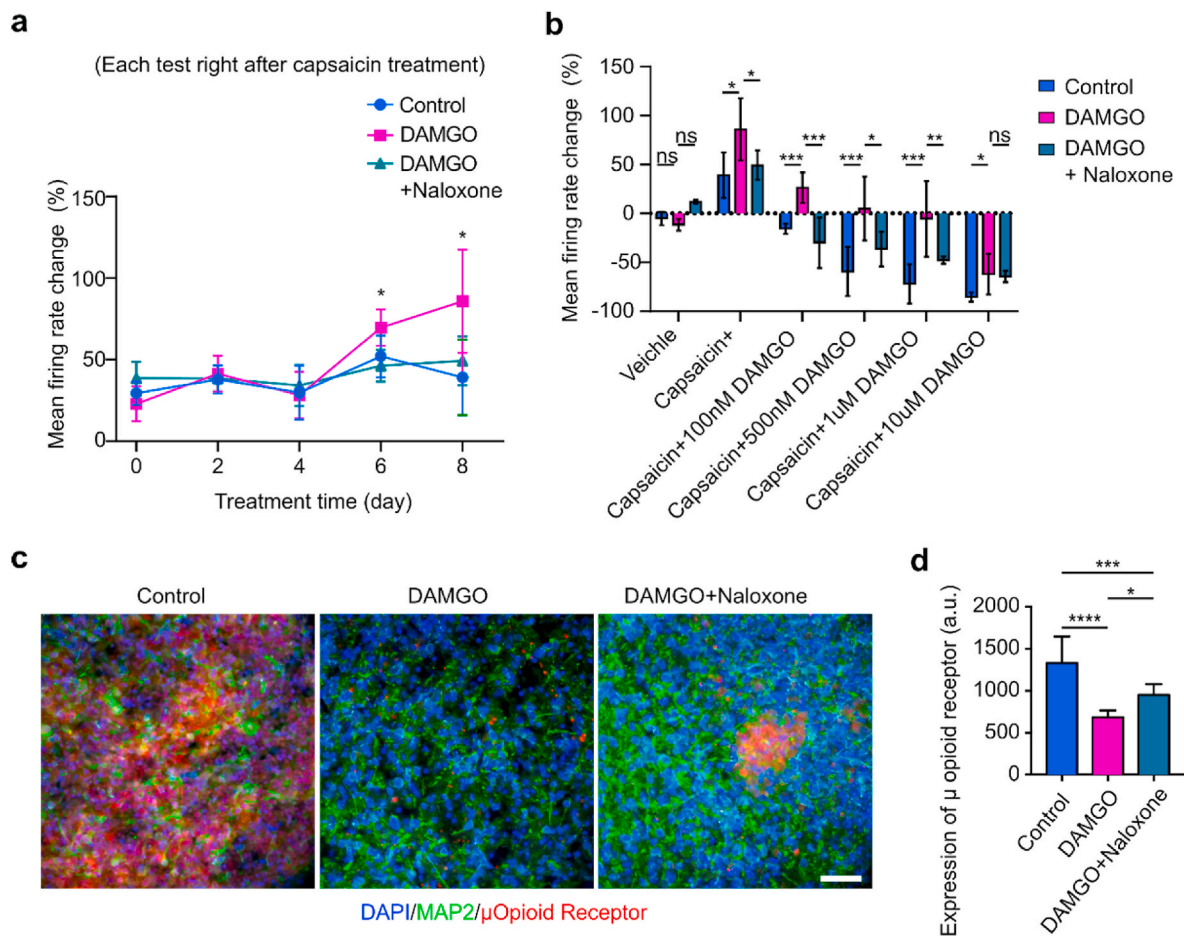 a
(Each test right after capsaicin treatment)
Control
DAMGO
DAMGO
+Naloxone
Mean firing rate change (%)
150
100
50
0
*
*
0 2 4 6 8
Treatment time (day)
b
Mean firing rate change (%)
150
100
50
0
-50
-100
ns ns * * *** *** *** * *** ** * ns
Control
DAMGO
DAMGO
+ Naloxone
Veichle
Capsaicin+
Capsaicin+100nM DAMGO
Capsaicin+500nM DAMGO
Capsaicin+1uM DAMGO
Capsaicin+10uM DAMGO
c
Control DAMGO DAMGO+Naloxone
DAPI/MAP2/μOpioid Receptor
d
Expression of μ opioid receptor (a.u.)
2000
1500
1000
500
0
***
*
****
Control
DAMGO
DAMGO+Naloxone